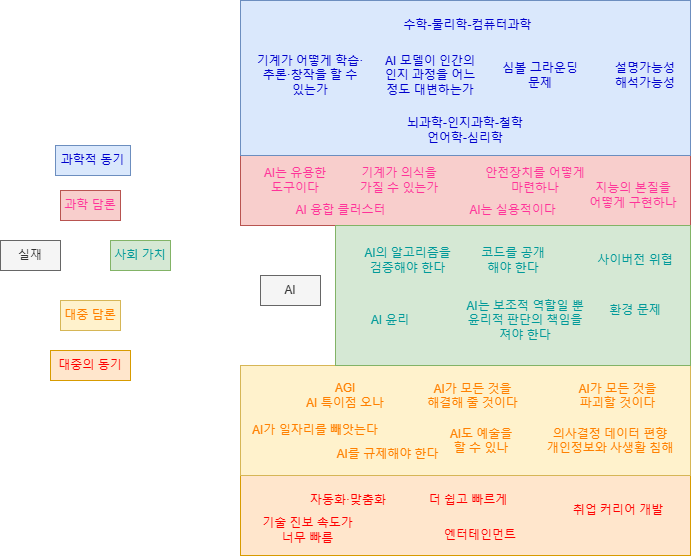 수학-물리학-컴퓨터과학
기계가 어떻게 학습·
추론·창작을 할 수
있는가
AI 모델이 인간의
인지 과정을 어느
정도 대변하는가
심볼 그라운딩
문제
설명가능성
해석가능성
뇌과학-인지과학-철학
언어학-심리학
과학적 동기
과학 담론
실재
사회 가치
대중 담론
대중의 동기
AI는 유용한
도구이다
기계가 의식을
가질 수 있는가
안전장치를 어떻게
마련하나
지능의 본질을
어떻게 구현하나
AI 융합 클러스터
AI는 실용적이다
AI
AI의 알고리즘을
검증해야 한다
코드를 공개
해야 한다
사이버전 위협
AI 윤리
AI는 보조적 역할일 뿐
윤리적 판단의 책임을
져야 한다
환경 문제
AGI
AI 특이점 오나
AI가 모든 것을
해결해 줄 것이다
AI가 모든 것을
파괴할 것이다
AI가 일자리를 빼앗는다
AI를 규제해야 한다
AI도 예술을
할 수 있나
의사결정 데이터 편향
개인정보와 사생활 침해
자동화·맞춤화
더 쉽고 빠르게
취업 커리어 개발
기술 진보 속도가
너무 빠름
엔터테인먼트